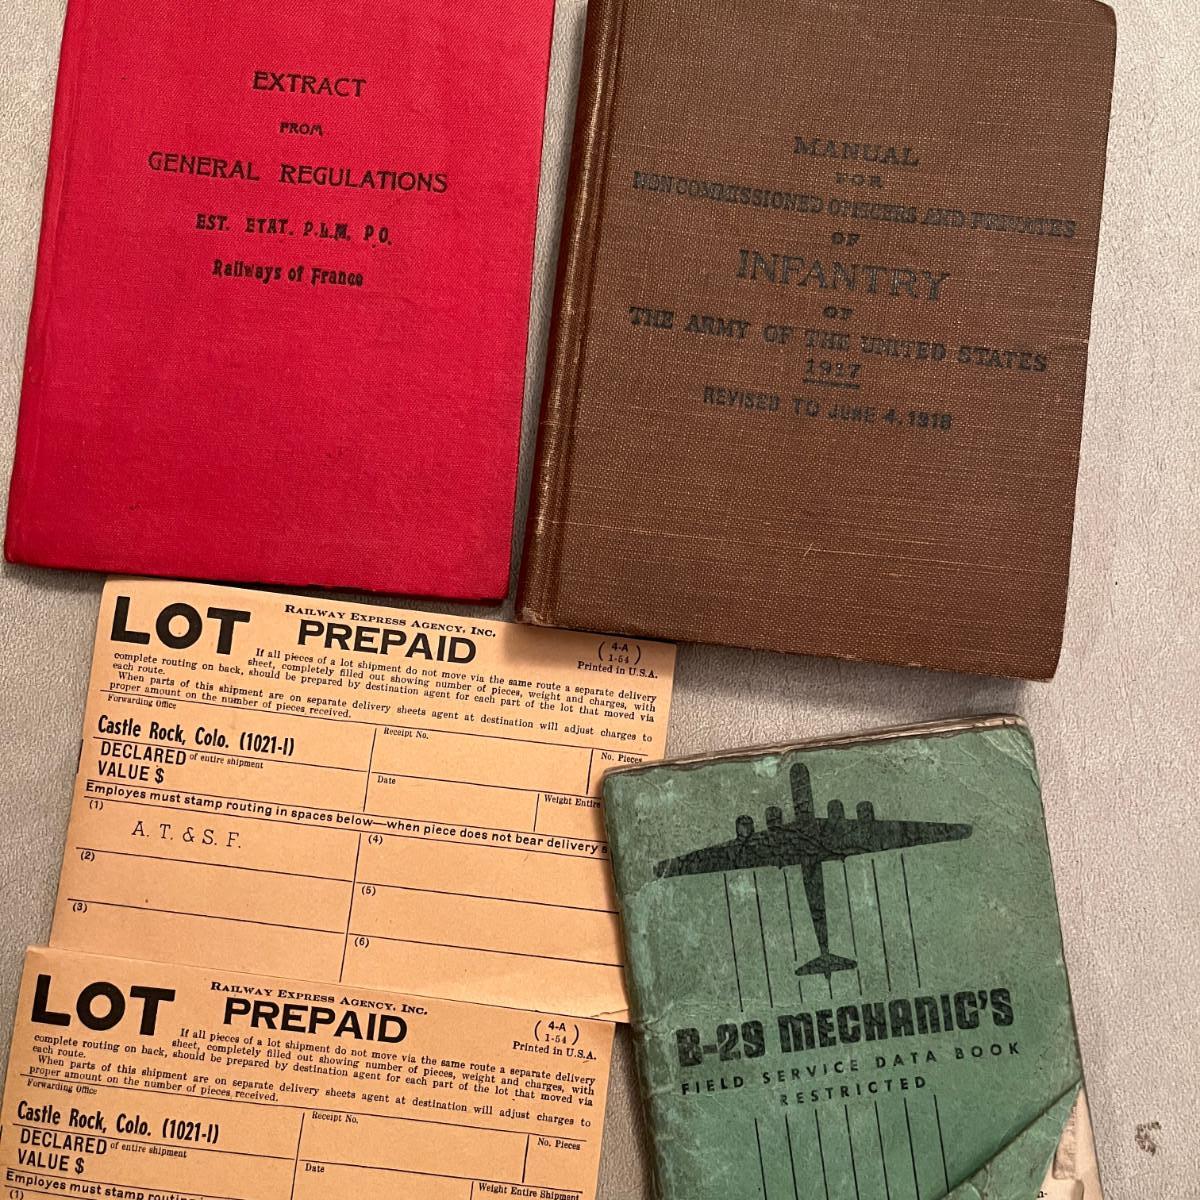 EXTRACT
FROM
GENERAL REGULATIONS
EST. ETAT. P.L.M. P.O.
Railways of France
MANUAL
FOR
NONCOMMISSIONED OFFICERS AND PRIVATES
OF
INFANTRY
OF
THE ARMY OF THE UNITED STATES
1917
REVISED TO JUNE 4, 1918
RAILWAY EXPRESS AGENCY, INC.
LOT PREPAID
(4-A)
(1-54)
Printed in U.S.A.
If all pieces of a lot shipment do not move via the same route a separate delivery
sheet, completely filled out showing number of pieces, weight and charges, with
complete routing on back, should be prepared by destination agent for each part of the lot that moved via
each route.
When parts of this shipment are on separate delivery sheets agent at destination will adjust charges to
proper amount on the number of pieces received.
Forwarding Office
Castle Rock, Colo. (1021-I)
Receipt No.
No. Pieces
DECLARED of entire shipment
VALUE $
Date
Weight Entire
Employes must stamp routing in spaces below—when piece does not bear delivery s
(1)
A. T. & S. F.
(4)
(2)
(5)
(3)
(6)
RAILWAY EXPRESS AGENCY, INC.
LOT PREPAID
(4-A)
(1-54)
Printed in U.S.A.
If all pieces of a lot shipment do not move via the same route a separate delivery
sheet, completely filled out showing number of pieces, weight and charges, with
complete routing on back, should be prepared by destination agent for each part of the lot that moved via
each route.
When parts of this shipment are on separate delivery sheets agent at destination will adjust charges to
proper amount on the number of pieces received.
Forwarding Office
Castle Rock, Colo. (1021-I)
Receipt No.
No. Pieces
DECLARED of entire shipment
VALUE $
Date
Weight Entire Shipment
Employes must stamp routing
(1)
B-29 MECHANIC'S
FIELD SERVICE DATA BOOK
RESTRICTED